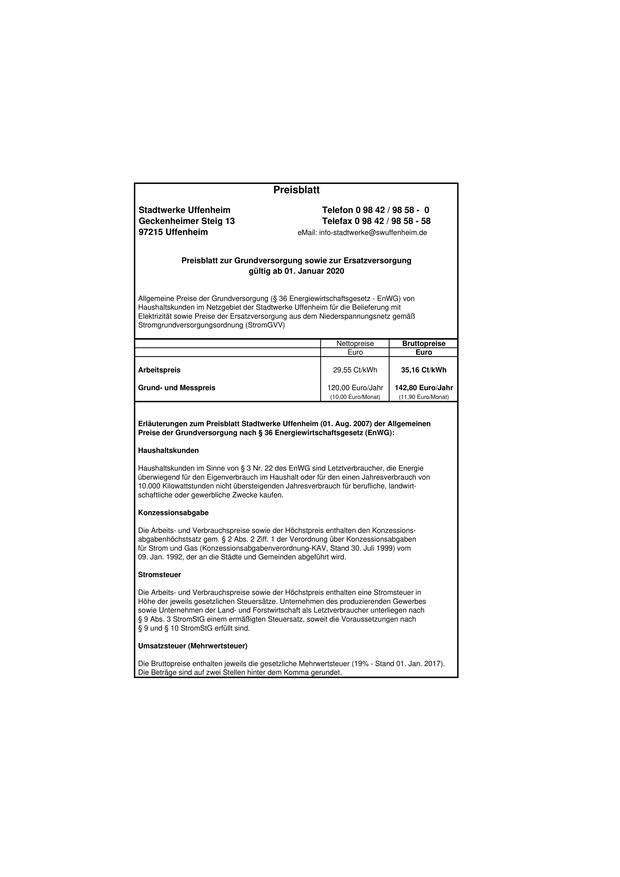 Preisblatt
Stadtwerke Uffenheim Telefon 0 98 42 / 98 58 - 0
Geckenheimer Steig 13 Telefax 0 98 42 / 98 58 - 58
97215 Uffenheim eMail: info-stadtwerke@swuffenheim.de
Preisblatt zur Grundversorgung sowie zur Ersatzversorgung
gültig ab 01. Januar 2020
Allgemeine Preise der Grundversorgung (§ 36 Energiewirtschaftsgesetz - EnWG) von
Haushaltskunden im Netzgebiet der Stadtwerke Uffenheim für die Belieferung mit
Elektrizität sowie Preise der Ersatzversorgung aus dem Niederspannungsnetz gemäß
Stromgrundversorgungsordnung (StromGVV)
Nettopreise Bruttopreise
Euro Euro
Arbeitspreis 29,55 Ct/kWh 35,16 Ct/kWh
Grund- und Messpreis 120,00 Euro/Jahr 142,80 Euro/Jahr
(10,00 Euro/Monat) (11,90 Euro/Monat)
Erläuterungen zum Preisblatt Stadtwerke Uffenheim (01. Aug. 2007) der Allgemeinen
Preise der Grundversorgung nach § 36 Energiewirtschaftsgesetz (EnWG):
Haushaltskunden
Haushaltskunden im Sinne von § 3 Nr. 22 des EnWG sind Letztverbraucher, die Energie
überwiegend für den Eigenverbrauch im Haushalt oder für den einen Jahresverbrauch von
10.000 Kilowattstunden nicht übersteigenden Jahresverbrauch für berufliche, landwirt-
schaftliche oder gewerbliche Zwecke kaufen.
Konzessionsabgabe
Die Arbeits- und Verbrauchspreise sowie der Höchstpreis enthalten den Konzessions-
abgabenhöchstsatz gem. § 2 Abs. 2 Ziff. 1 der Verordnung über Konzessionsabgaben
für Strom und Gas (Konzessionsabgabenverordnung-KAV, Stand 30. Juli 1999) vom
09. Jan. 1992, der an die Städte und Gemeinden abgeführt wird.
Stromsteuer
Die Arbeits- und Verbrauchspreise sowie der Höchstpreis enthalten eine Stromsteuer in
Höhe der jeweils gesetzlichen Steuersätze. Unternehmen des produzierenden Gewerbes
sowie Unternehmen der Land- und Forstwirtschaft als Letztverbraucher unterliegen nach
§ 9 Abs. 3 StromStG einem ermäßigten Steuersatz, soweit die Voraussetzungen nach
§ 9 und § 10 StromStG erfüllt sind.
Umsatzsteuer (Mehrwertsteuer)
Die Bruttopreise enthalten jeweils die gesetzliche Mehrwertsteuer (19% - Stand 01. Jan. 2017).
Die Beträge sind auf zwei Stellen hinter dem Komma gerundet.